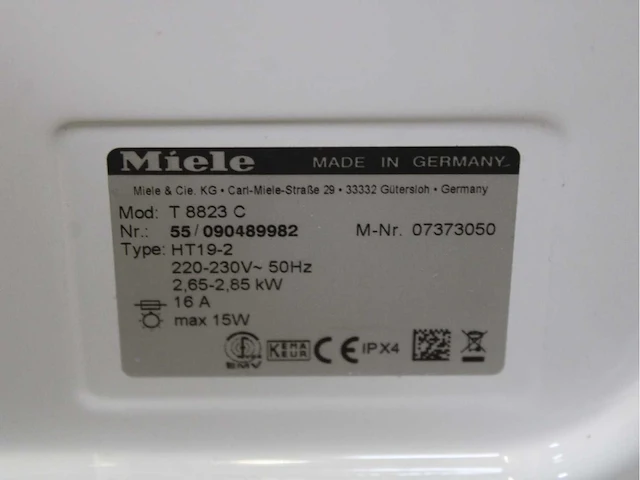 Miele MADE IN GERMANY
Miele & Cie. KG • Carl-Miele-Straße 29 • 33332 Gütersloh • Germany
Mod: T 8823 C
Nr.: 55/090489982 M-Nr. 07373050
Type: HT19-2
220-230V~ 50Hz
2,65-2,85 kW
16 A
max 15W
EMV KEMA KEUR CE IPX4